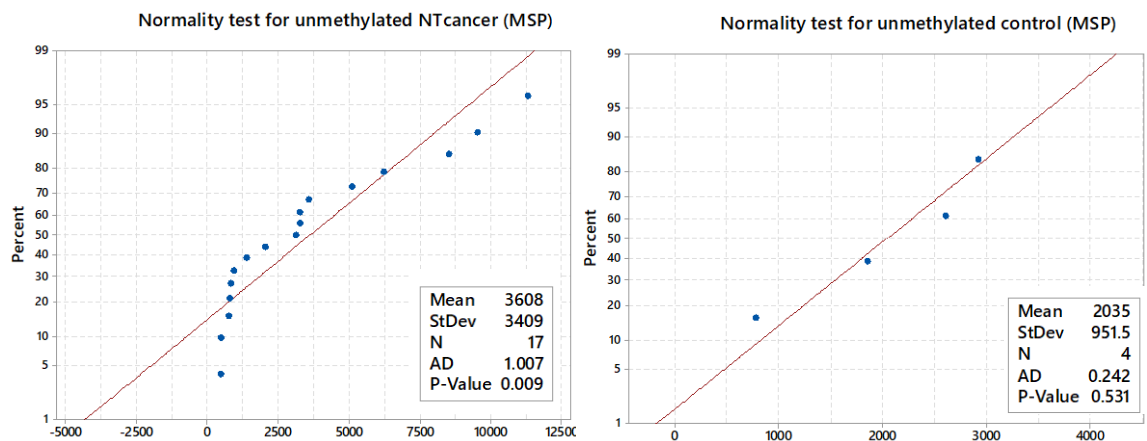 Normality test for unmethylated NTcancer (MSP)
99
95
90
80
70
60
50
40
30
20
10
5
1
Percent
-5000
-2500
0
2500
5000
7500
10000
12500
Mean 3608
StDev 3409
N 17
AD 1.007
P-Value 0.009
Normality test for unmethylated control (MSP)
99
95
90
80
70
60
50
40
30
20
10
5
1
Percent
0
1000
2000
3000
4000
Mean 2035
StDev 951.5
N 4
AD 0.242
P-Value 0.531